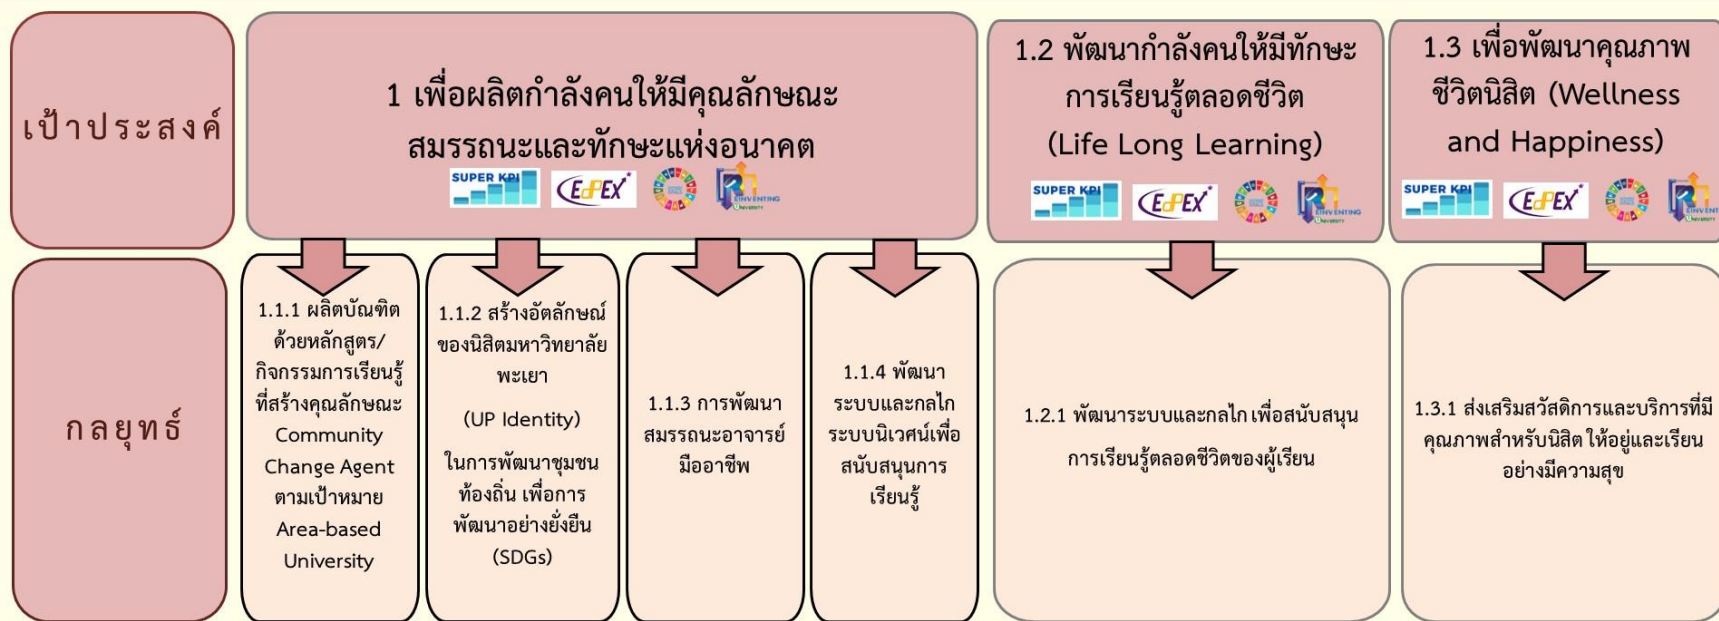 เป้าประสงค์
1 เพื่อผลิตกำลังคนให้มีคุณลักษณะ
สมรรถนะและทักษะแห่งอนาคต
SUPER KPI
EdPEX
REINVENTING
UNIVERSITY
1.2 พัฒนากำลังคนให้มีทักษะ
การเรียนรู้ตลอดชีวิต
(Life Long Learning)
SUPER KPI
EdPEX
REINVENTING
UNIVERSITY
1.3 เพื่อพัฒนาคุณภาพ
ชีวิตนิสิต (Wellness
and Happiness)
SUPER KPI
EdPEX
REINVENTING
UNIVERSITY
กลยุทธ์
1.1.1 ผลิตบัณฑิต
ด้วยหลักสูตร/
กิจกรรมการเรียนรู้
ที่สร้างคุณลักษณะ
Community
Change Agent
ตามเป้าหมาย
Area-based
University
1.1.2 สร้างอัตลักษณ์
ของนิสิตมหาวิทยาลัย
พะเยา
(UP Identity)
ในการพัฒนาชุมชน
ท้องถิ่น เพื่อการ
พัฒนาอย่างยั่งยืน
(SDGs)
1.1.3 การพัฒนา
สมรรถนะอาจารย์
มืออาชีพ
1.1.4 พัฒนา
ระบบและกลไก
ระบบนิเวศน์เพื่อ
สนับสนุนการ
เรียนรู้
1.2.1 พัฒนาระบบและกลไก เพื่อสนับสนุน
การเรียนรู้ตลอดชีวิตของผู้เรียน
1.3.1 ส่งเสริมสวัสดิการและบริการที่มี
คุณภาพสำหรับนิสิต ให้อยู่และเรียน
อย่างมีความสุข